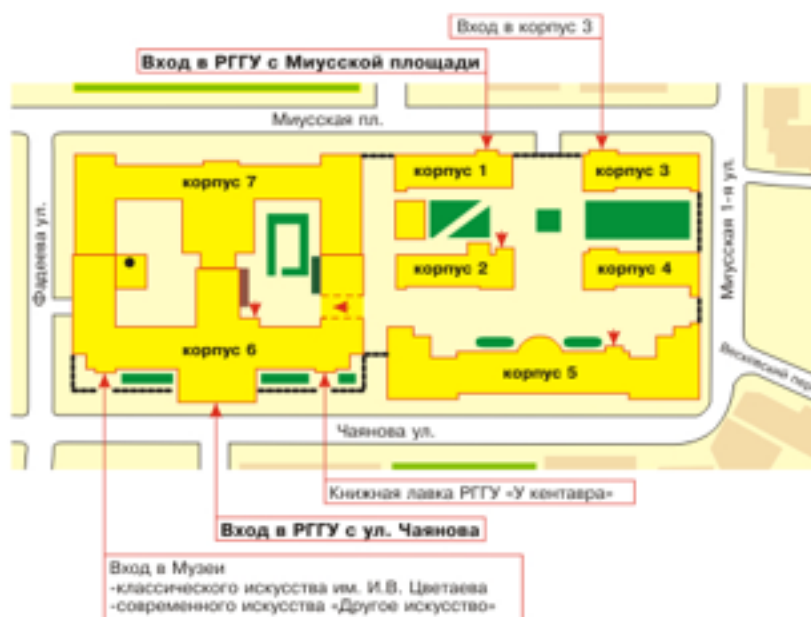 Вход в корпус 3
Вход в РГГУ с Миусской площади
Миусская пл.
корпус 7
корпус 1
корпус 3
Фадеева ул.
Миусская 1-я ул.
корпус 2
корпус 4
корпус 6
корпус 5
Весковский пер
Чаянова ул.
Книжная лавка РГГУ «У кентавра»
Вход в РГГУ с ул. Чаянова
Вход в Музеи
-классического искусства им. И.В. Цветаева
-современного искусства «Другое искусство»